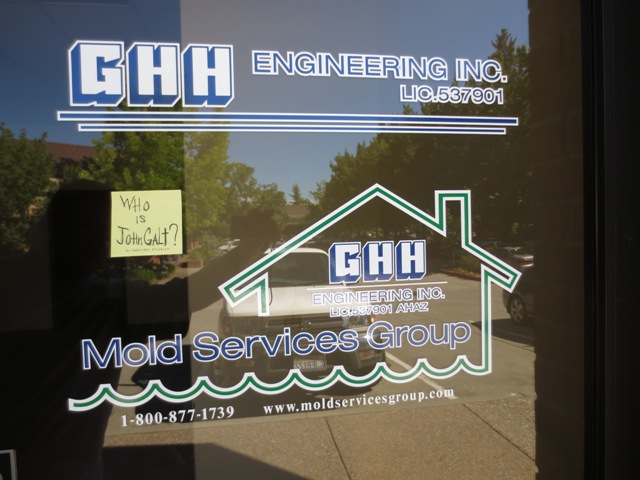 GHH ENGINEERING INC.
LIC.537901
WHO
IS
JOHN GALT?
GHH
ENGINEERING INC.
LIC.537901 AHAZ
Mold Services Group
1-800-877-1739 www.moldservicesgroup.com